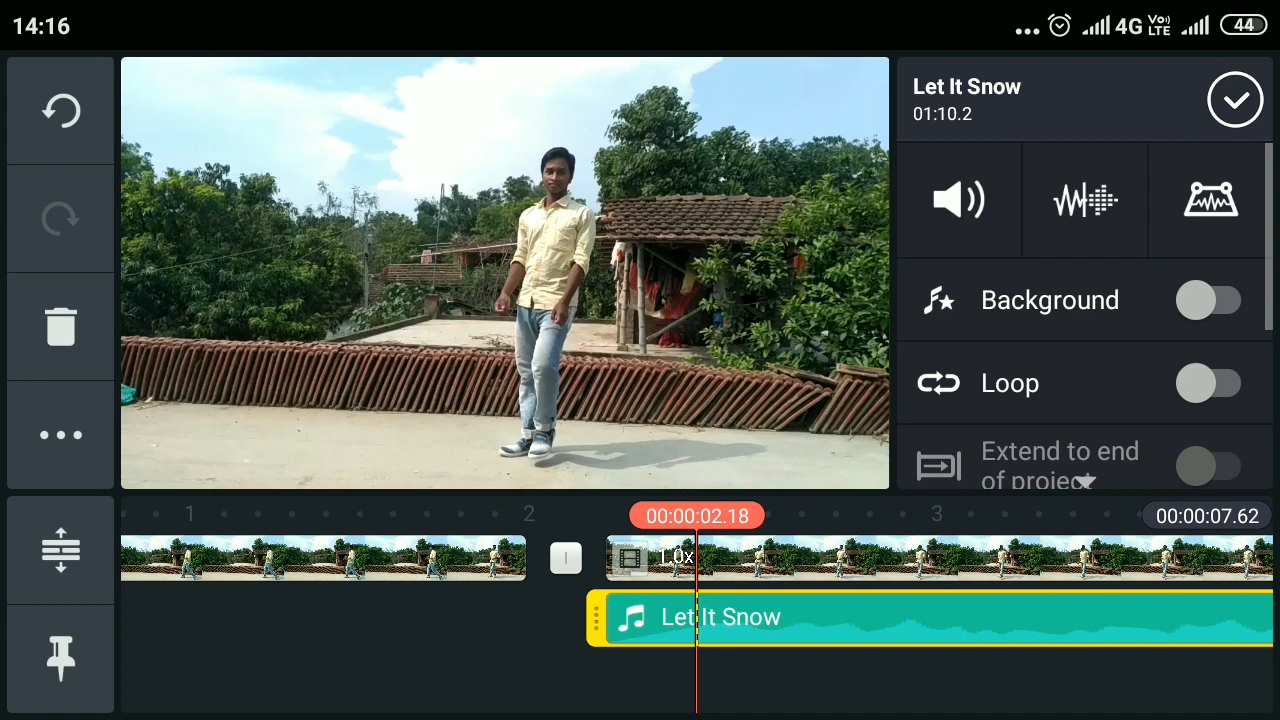 14:16
4G Vo)) LTE
44
Let It Snow
01:10.2
Background
Loop
Extend to end
of project
1
2
00:00:02.18
3
00:00:07.62
1.0x
Let It Snow